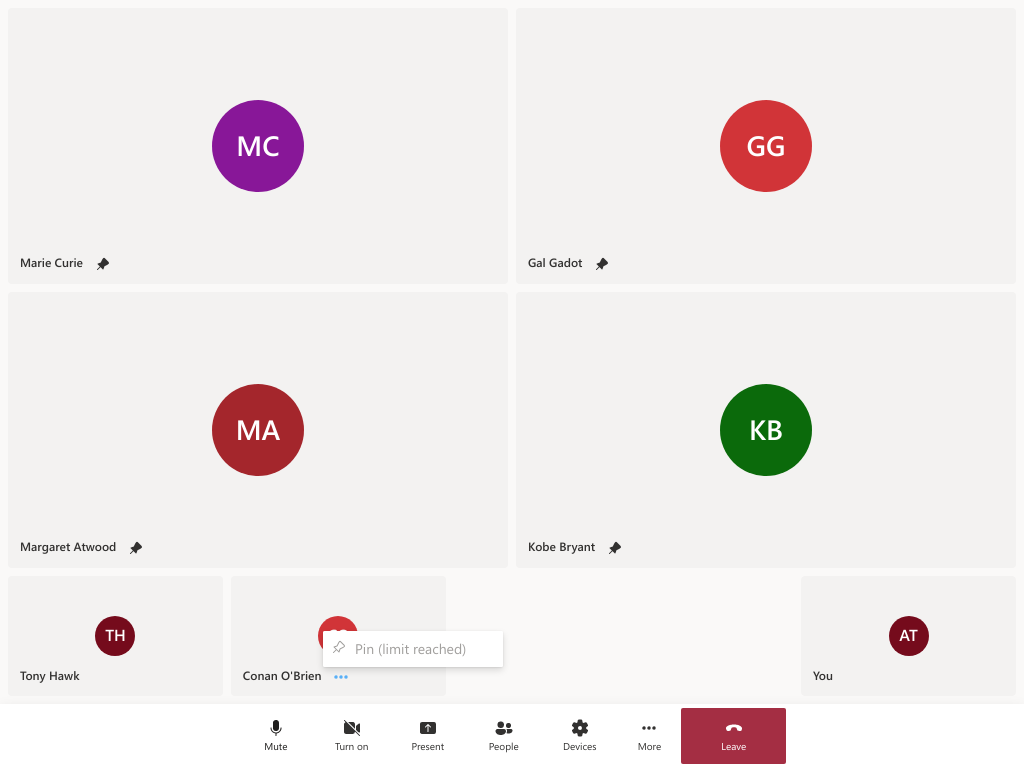 MC
Marie Curie
GG
Gal Gadot
MA
Margaret Atwood
KB
Kobe Bryant
TH
Tony Hawk
Conan O'Brien
Pin (limit reached)
AT
You
Mute
Turn on
Present
People
Devices
More
Leave